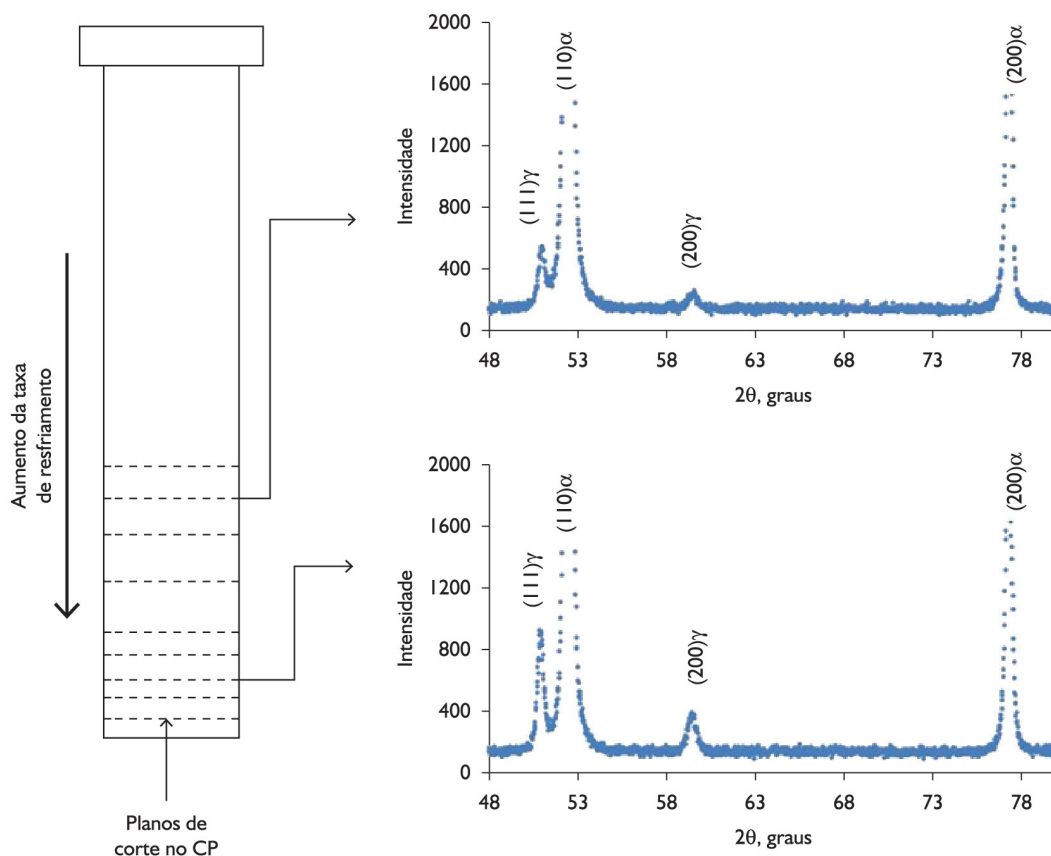 Aumento da taxa
de resfriamento
Planos de
corte no CP
2000
1600
1200
800
400
0
Intensidade
(111)γ
(110)α
(200)γ
(200)α
48 53 58 63 68 73 78
2θ, graus
2000
1600
1200
800
400
0
Intensidade
(111)γ
(110)α
(200)γ
(200)α
48 53 58 63 68 73 78
2θ, graus